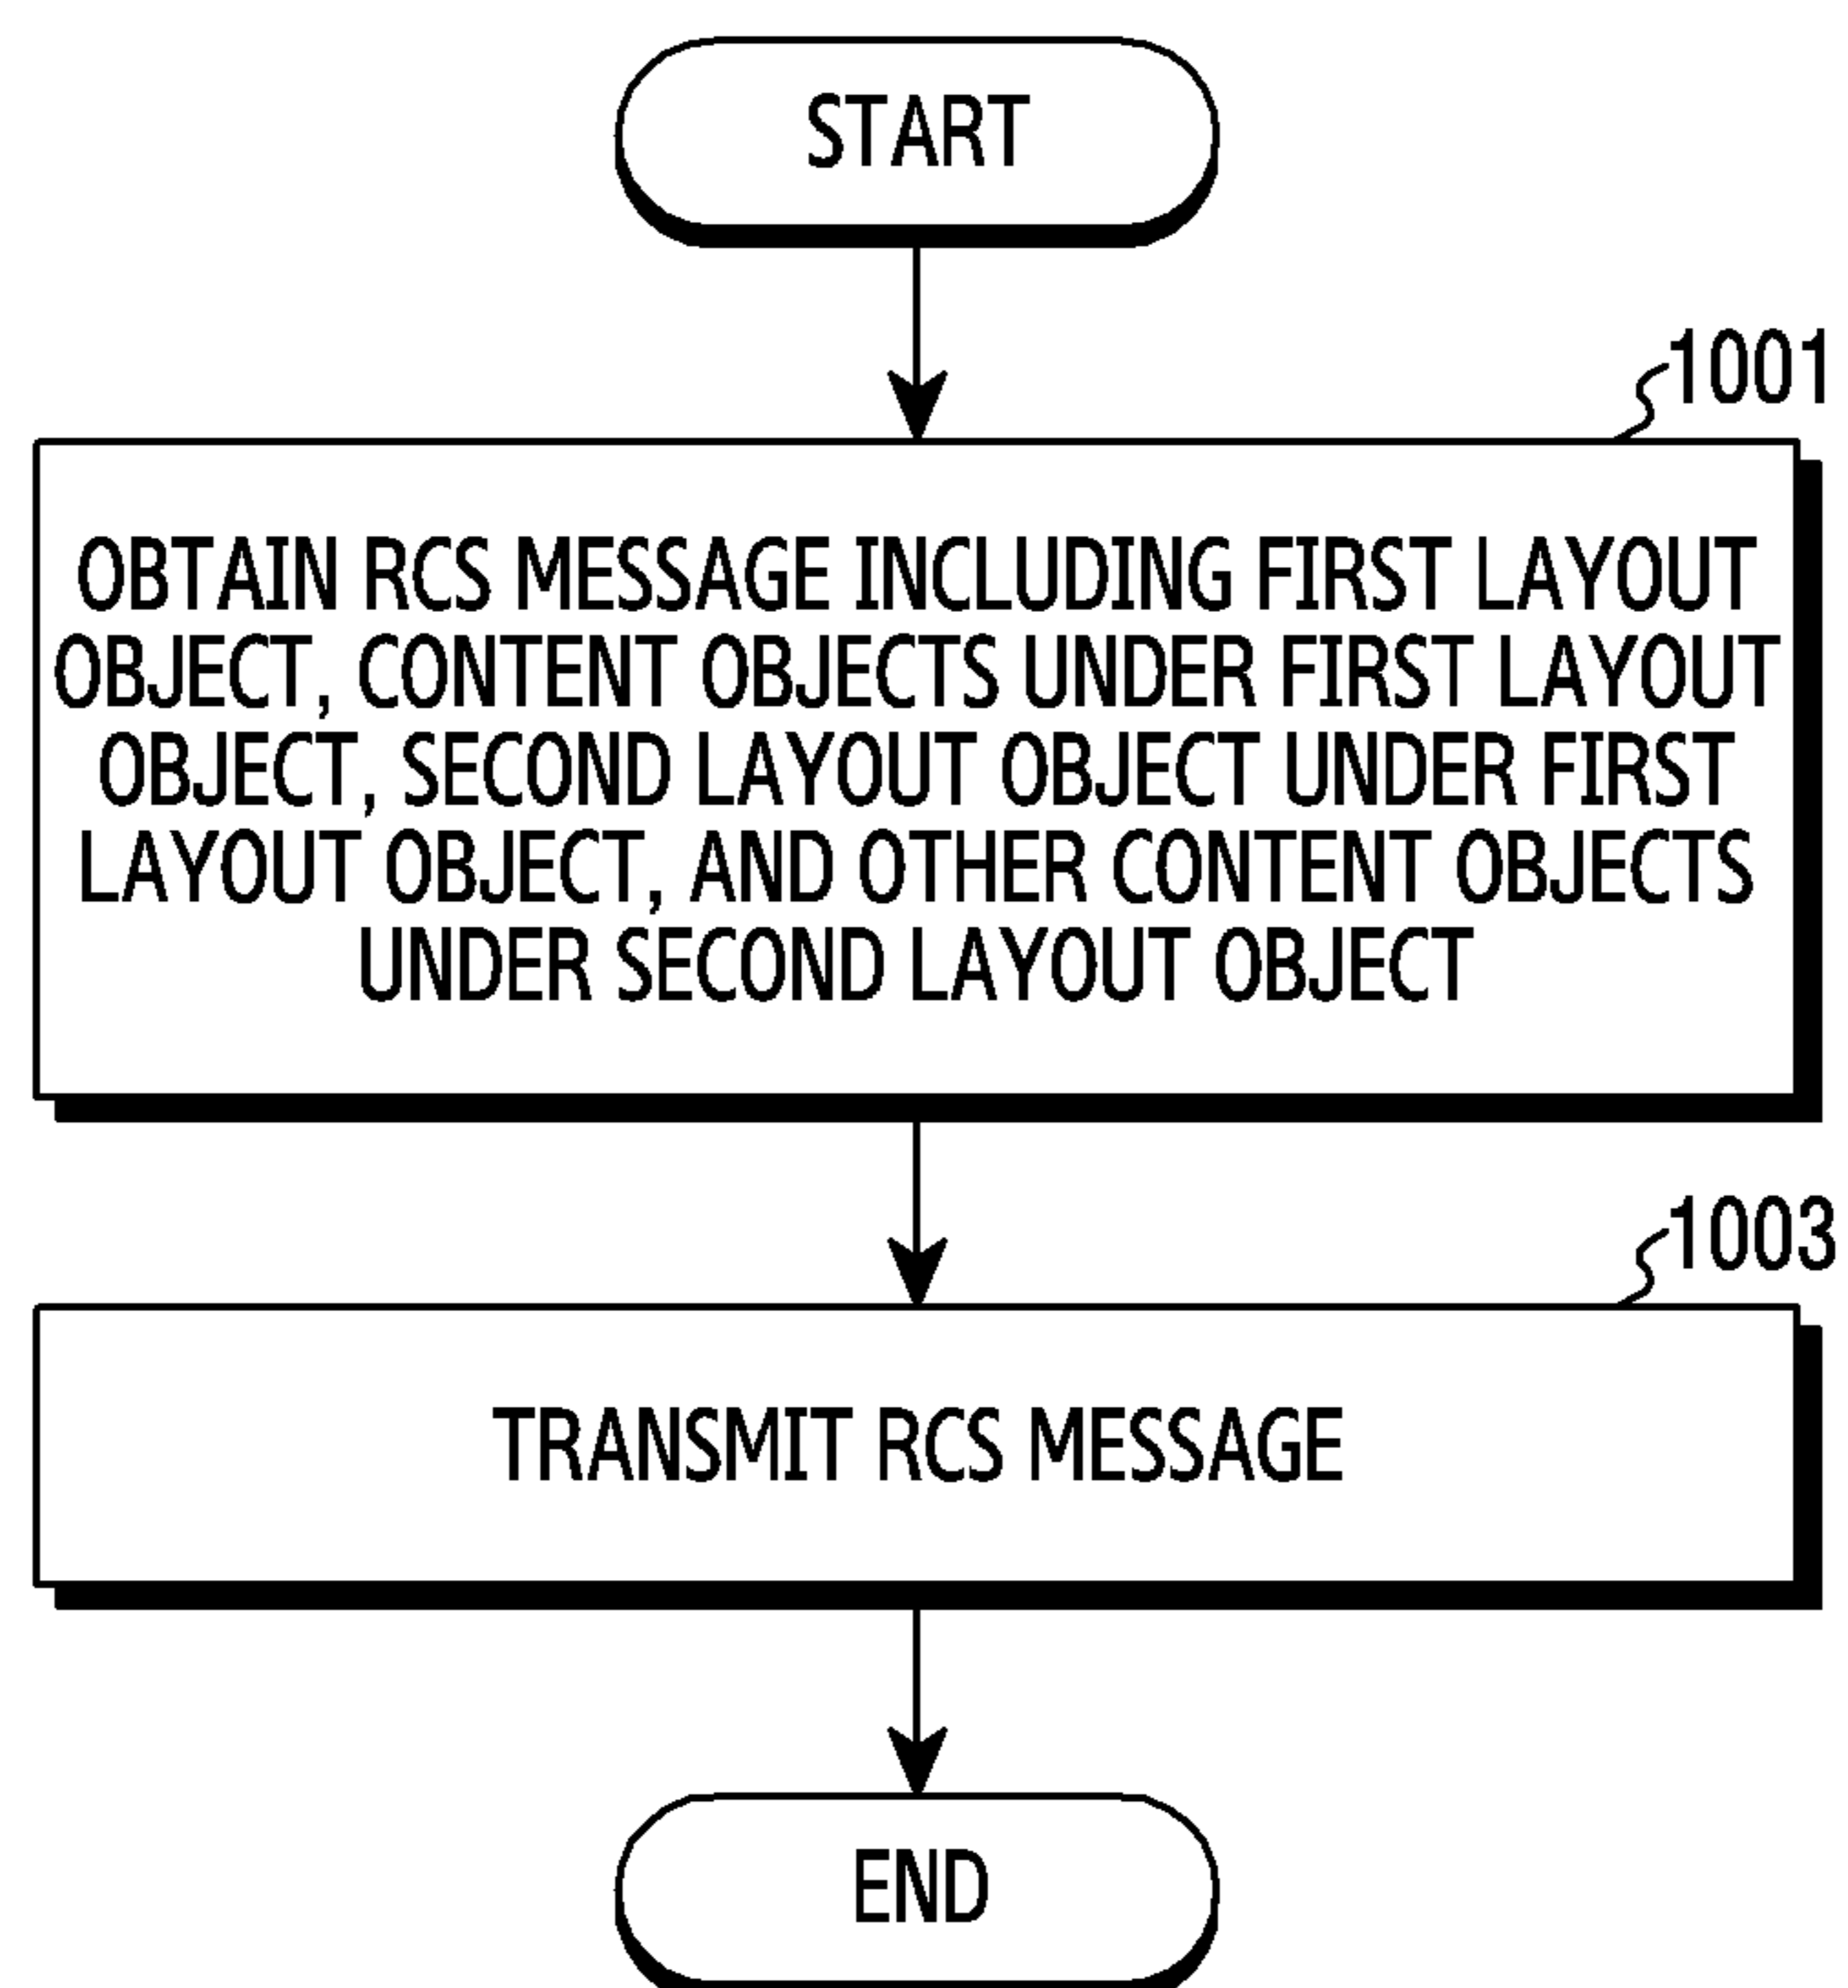 START
1001
OBTAIN RCS MESSAGE INCLUDING FIRST LAYOUT
OBJECT, CONTENT OBJECTS UNDER FIRST LAYOUT
OBJECT, SECOND LAYOUT OBJECT UNDER FIRST
LAYOUT OBJECT, AND OTHER CONTENT OBJECTS
UNDER SECOND LAYOUT OBJECT
1003
TRANSMIT RCS MESSAGE
END